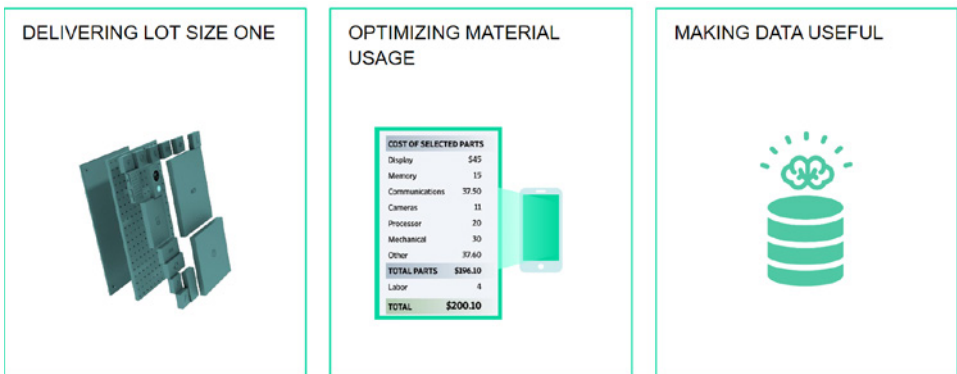 DELIVERING LOT SIZE ONE
OPTIMIZING MATERIAL
USAGE
COST OF SELECTED PARTS
Display $45
Memory 15
Communications 37.50
Cameras 11
Processor 20
Mechanical 30
Other 37.60
TOTAL PARTS $196.10
Labor 4
TOTAL $200.10
MAKING DATA USEFUL